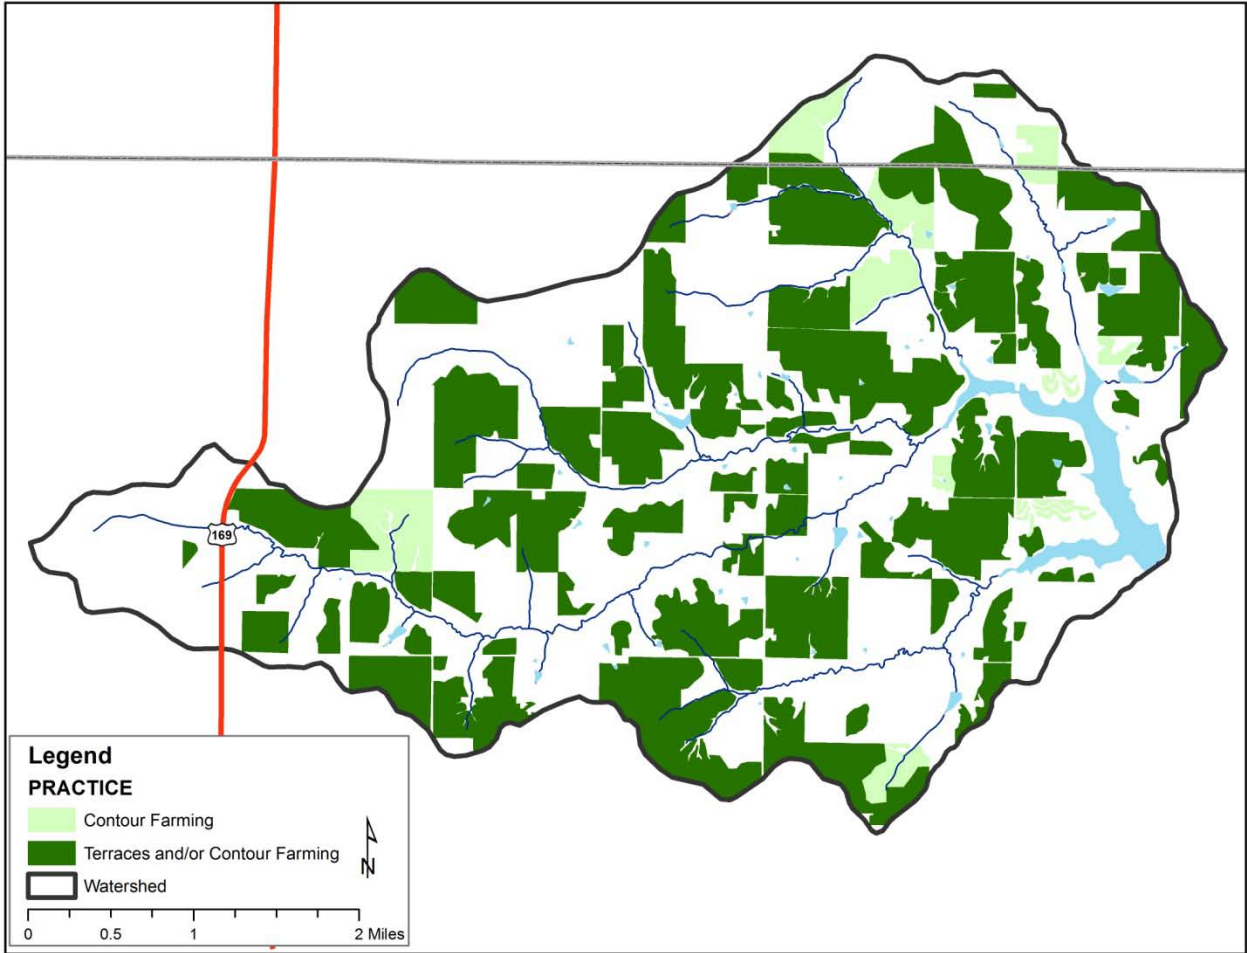 169
Legend
PRACTICE
Contour Farming
Terraces and/or Contour Farming
N
Watershed
0 0.5 1 2 Miles